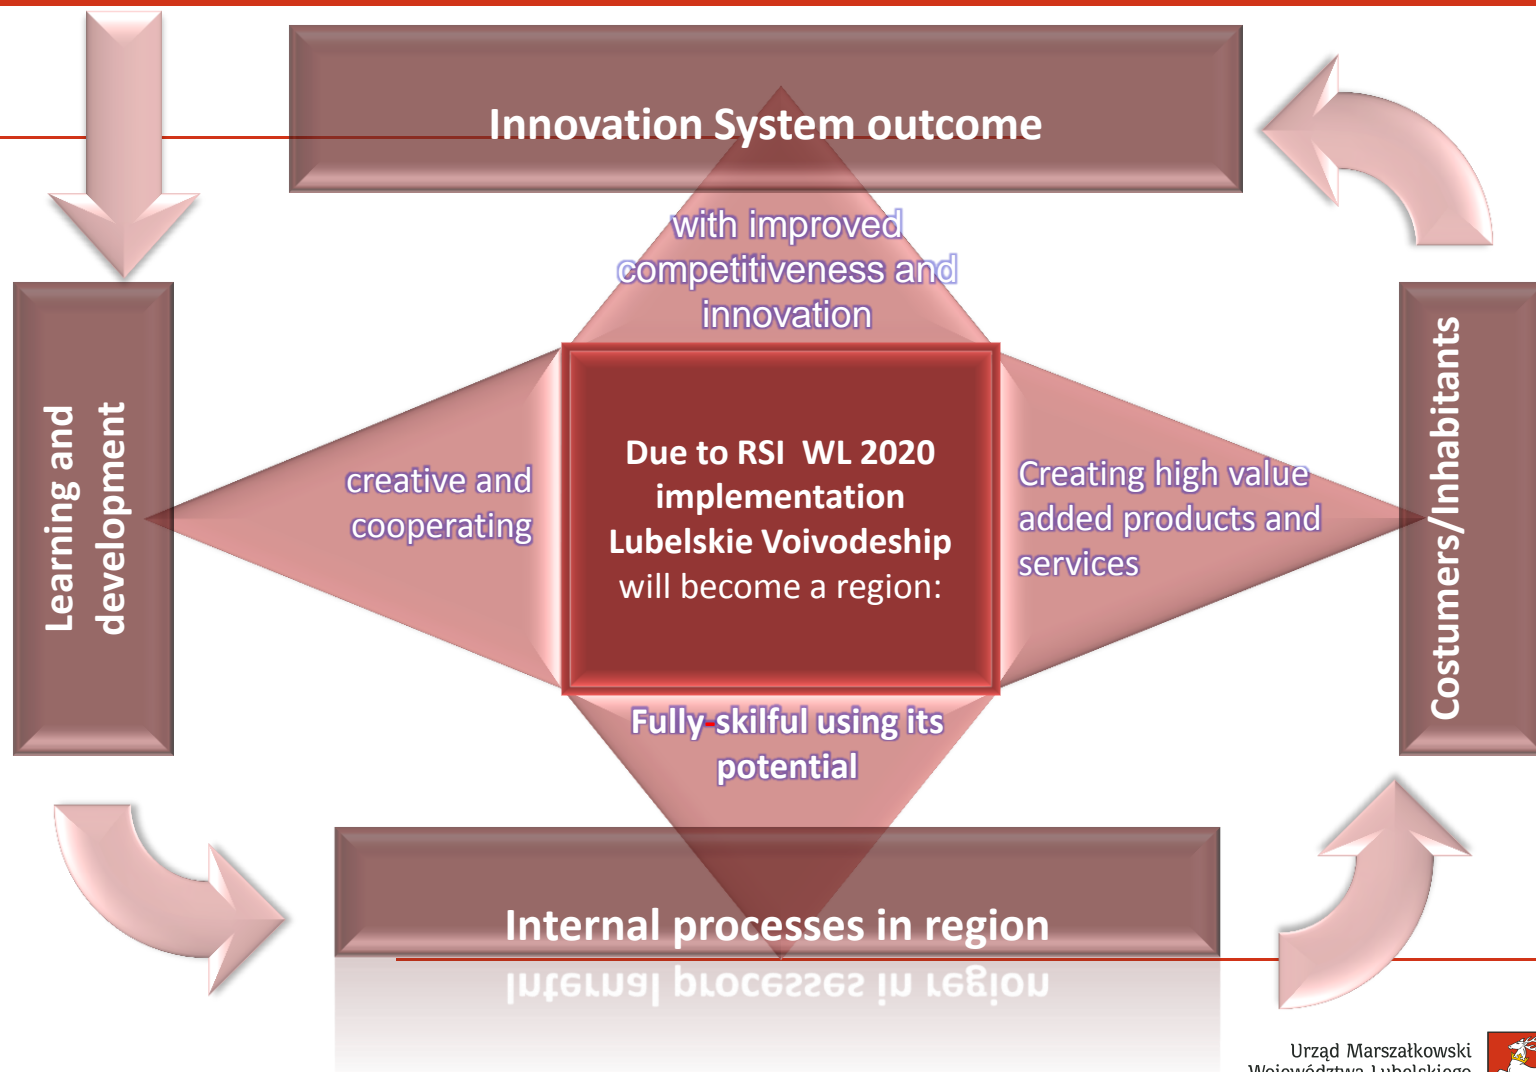 Innovation System outcome
with improved
competitiveness and
innovation
Learning and
development
creative and
cooperating
Due to RSI WL 2020
implementation
Lubelskie Voivodeship
will become a region:
Creating high value
added products and
services
Costumers/Inhabitants
Fully-skilful using its
potential
Internal processes in region
Urząd Marszałkowski
Województwa Lubelskiego